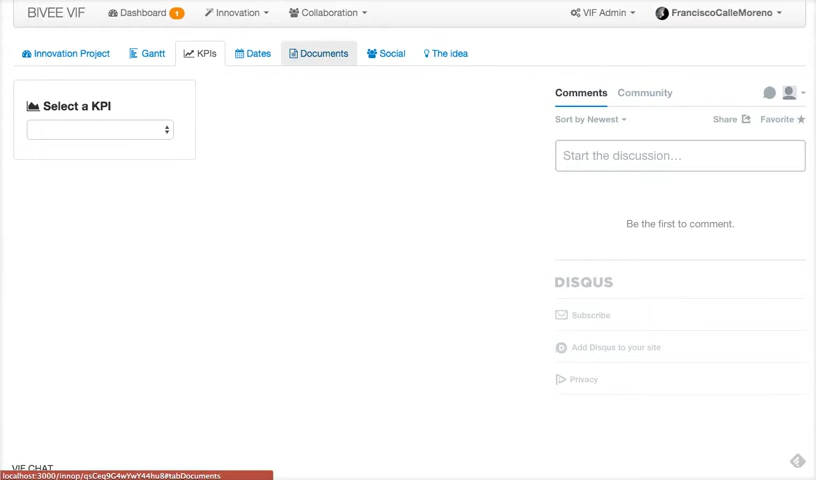 BIVEE VIF Dashboard 1 Innovation Collaboration VIF Admin FranciscoCalleMoreno
Innovation Project Gantt KPIs Dates Documents Social The idea
Select a KPI
Comments Community
Sort by Newest Share Favorite
Start the discussion...
Be the first to comment.
DISQUS
Subscribe
Add Disqus to your site
Privacy
VIF CHAT
localhost:3000/innop/qsCeq9G4wYwY44hu8#tabDocuments